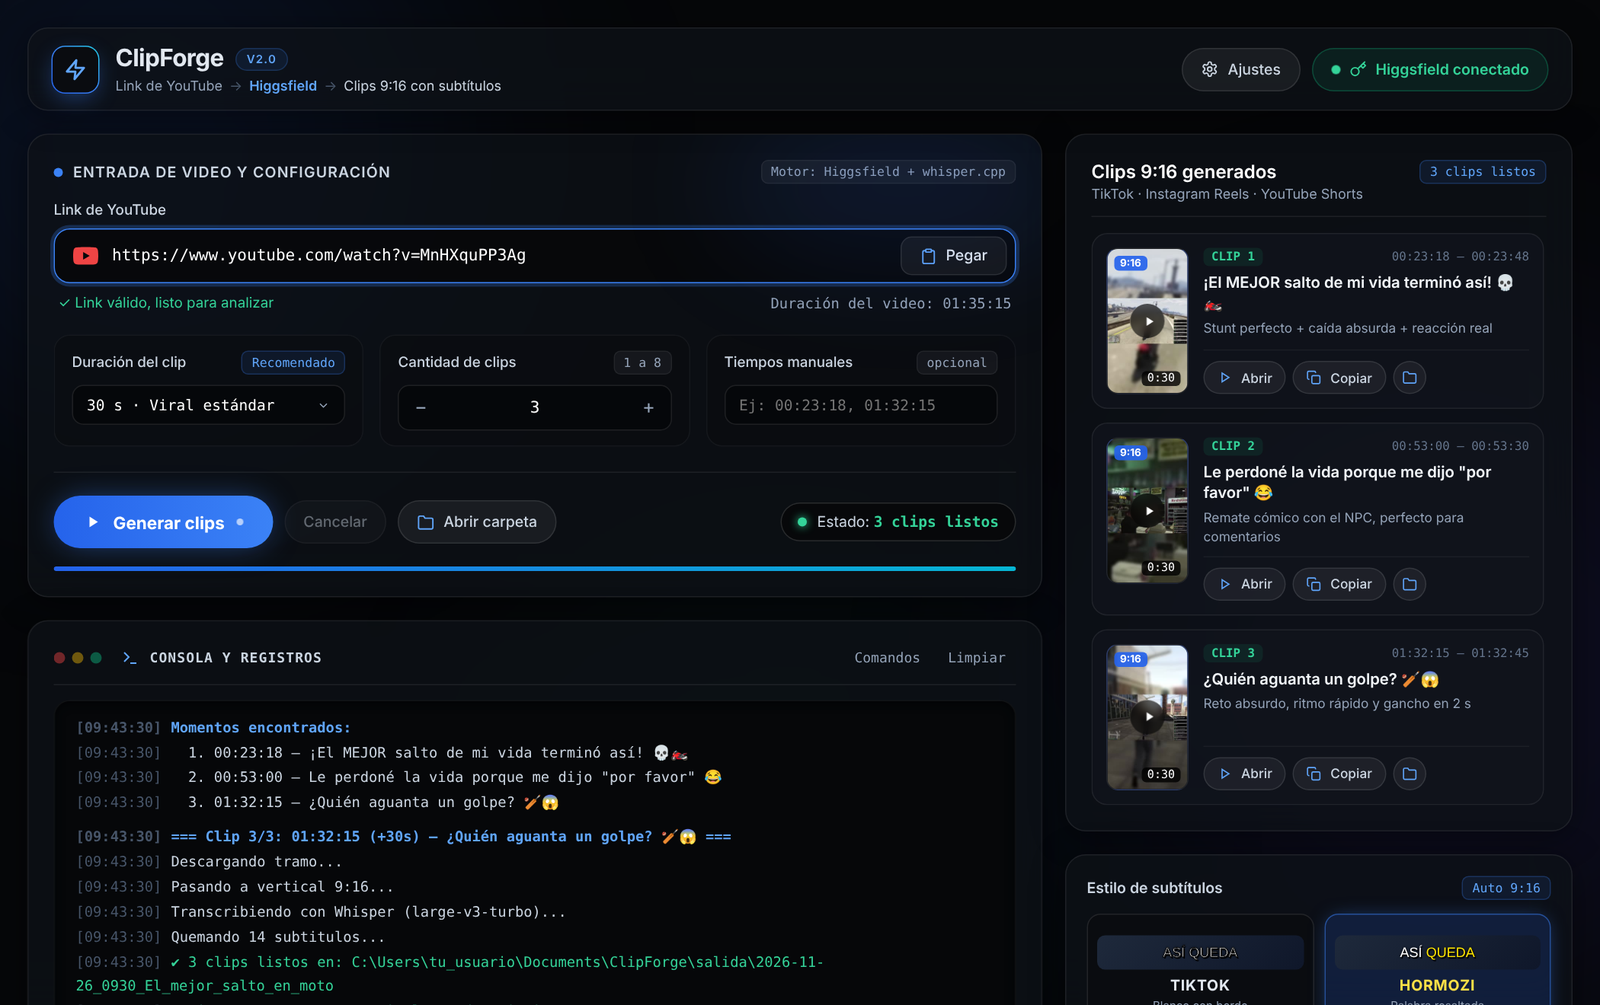 ClipForge V2.0
Link de YouTube → Higgsfield → Clips 9:16 con subtítulos
Ajustes
Higgsfield conectado
ENTRADA DE VIDEO Y CONFIGURACIÓN
Motor: Higgsfield + whisper.cpp
Link de YouTube
https://www.youtube.com/watch?v=MnHXquPP3Ag
Pegar
✓ Link válido, listo para analizar
Duración del video: 01:35:15
Duración del clip
Recomendado
30 s · Viral estándar
Cantidad de clips
1 a 8
− 3 +
Tiempos manuales
opcional
Ej: 00:23:18, 01:32:15
Generar clips
Cancelar
Abrir carpeta
Estado: 3 clips listos
CONSOLA Y REGISTROS
Comandos
Limpiar
[09:43:30] Momentos encontrados:
[09:43:30] 1. 00:23:18 — ¡El MEJOR salto de mi vida terminó así! 💀🏍️
[09:43:30] 2. 00:53:00 — Le perdoné la vida porque me dijo "por favor" 😂
[09:43:30] 3. 01:32:15 — ¿Quién aguanta un golpe? 🏏😱
[09:43:30] === Clip 3/3: 01:32:15 (+30s) — ¿Quién aguanta un golpe? 🏏😱 ===
[09:43:30] Descargando tramo...
[09:43:30] Pasando a vertical 9:16...
[09:43:30] Transcribiendo con Whisper (large-v3-turbo)...
[09:43:30] Quemando 14 subtitulos...
[09:43:30] ✔ 3 clips listos en: C:\Users\tu_usuario\Documents\ClipForge\salida\2026-11-
26_0930_El_mejor_salto_en_moto
Clips 9:16 generados
3 clips listos
TikTok · Instagram Reels · YouTube Shorts
9:16
0:30
CLIP 1
00:23:18 — 00:23:48
¡El MEJOR salto de mi vida terminó así! 💀
🏍️
Stunt perfecto + caída absurda + reacción real
Abrir
Copiar
9:16
0:30
CLIP 2
00:53:00 — 00:53:30
Le perdoné la vida porque me dijo "por
favor" 😂
Remate cómico con el NPC, perfecto para
comentarios
Abrir
Copiar
9:16
0:30
CLIP 3
01:32:15 — 01:32:45
¿Quién aguanta un golpe? 🏏😱
Reto absurdo, ritmo rápido y gancho en 2 s
Abrir
Copiar
Estilo de subtítulos
Auto 9:16
ASÍ QUEDA
TIKTOK
ASÍ QUEDA
HORMOZI